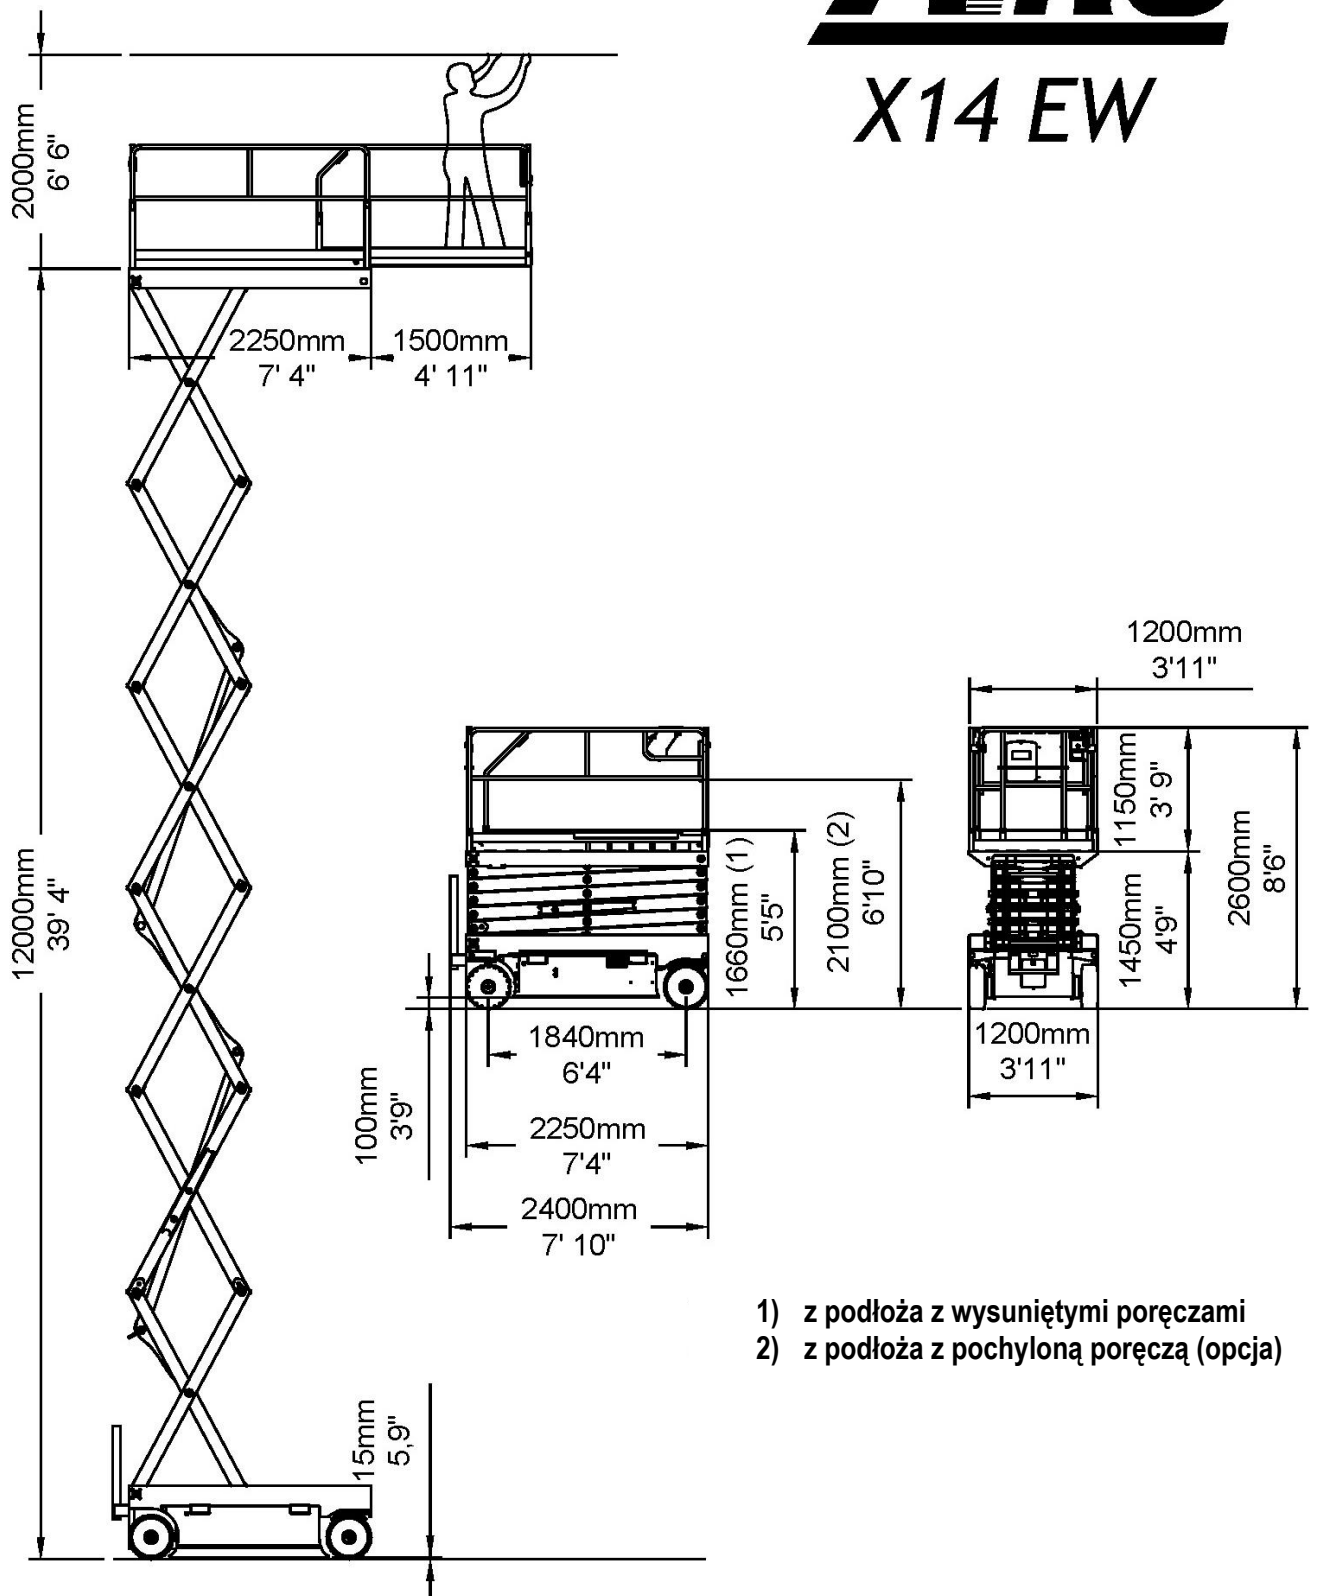 X14 EW
2000mm
6' 6"
2250mm
7' 4"
1500mm
4' 11"
12000mm
39' 4"
1200mm
3'11"
1150mm
3' 9"
2600mm
8'6"
1450mm
4'9"
1200mm
3'11"
1660mm (1)
5'5"
2100mm (2)
6'10"
1840mm
6'4"
100mm
3'9"
2250mm
7'4"
2400mm
7' 10"
1) z podłoża z wysuniętymi poręczami
2) z podłoża z pochyloną poręczą (opcja)
15mm
5,9"